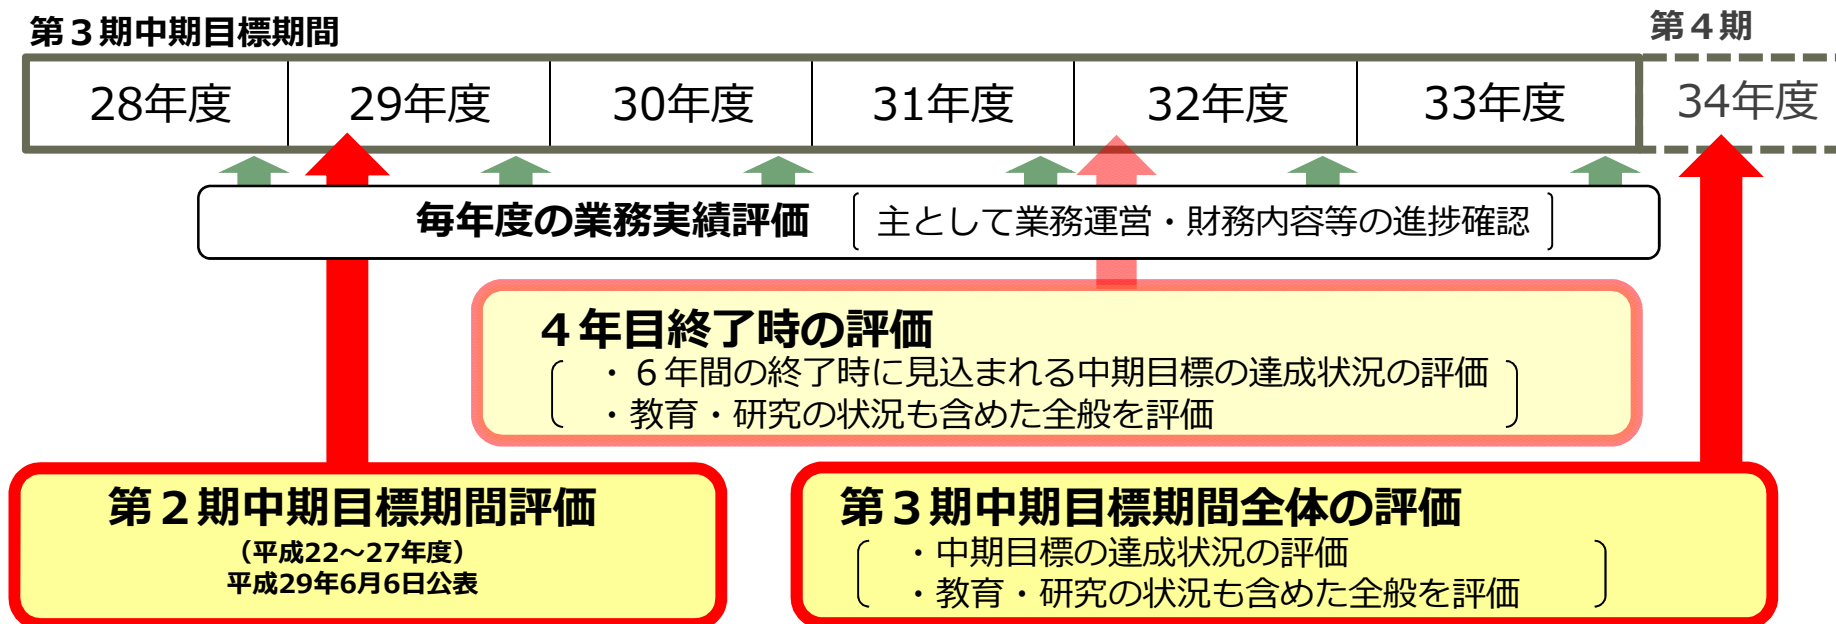 第３期中期目標期間
第４期
28年度
29年度
30年度
31年度
32年度
33年度
34年度
毎年度の業務実績評価
主として業務運営・財務内容等の進捗確認
４年目終了時の評価
・６年間の終了時に見込まれる中期目標の達成状況の評価
・教育・研究の状況も含めた全般を評価
第２期中期目標期間評価
（平成22～27年度）
平成29年6月6日公表
第３期中期目標期間全体の評価
・中期目標の達成状況の評価
・教育・研究の状況も含めた全般を評価